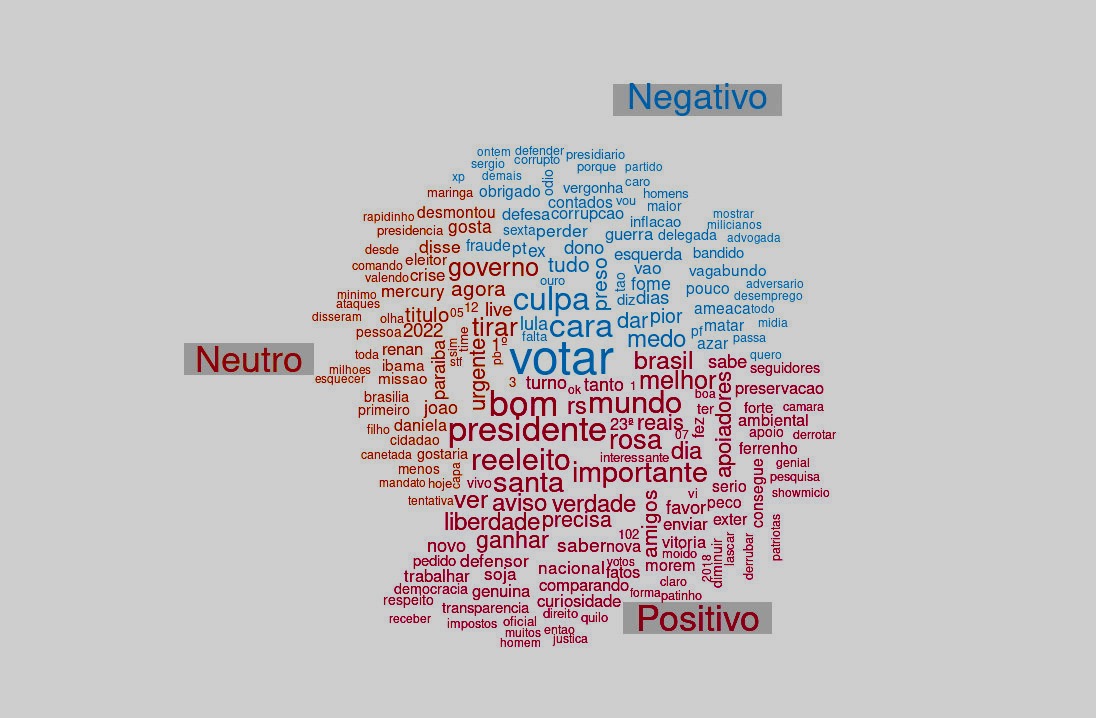 Negativo
ontem defender presidiario
sergio corrupto porque partido
xp demais odio vergonha caro
maringa obrigado contados vou homens
rapidinho desmontou defesa corrupcao maior mostrar
presidencia gosta sexta perder inflacao milicianos
desde disse fraude pt ex dono guerra delegada advogada
comando eleitor governo tudo preso esquerda bandido
valendo crise ouro tao vao vagabundo
minimo mercury agora culpa diz dias fome pouco adversario
ataques titulo 05 12 live ameaca todo desemprego
disseram olha tirar lula cara dar pior matar midia
pessoa 2022 time falta medo pf passa
toda renan sim stf 1º pb votar azar quero
Neutro
milhoes ibama paraiba urgente brasil sabe seguidores
esquecer missao 3 turno ok tanto 1 melhor boa apoiadores preservacao
brasilia bom rs mundo ter forte camara
primeiro joao 23ª reais fez ambiental
filho daniela presidente rosa 07 apoio derrotar
cidadao dia ferrenho
canetada gostaria reeleito interessante consegue genial
menos capa importante pesquisa
mandato hoje vivo santa vi serio showmicio
tentativa ver aviso verdade amigos favor peco
liberdade precisa enviar exter patriotas
ganhar 102 vitoria lascar derrubar
novo saber nova moido diminuir
pedido defensor votos morem 2018
trabalhar soja nacional fatos claro
democracia genuina comparando forma patinho
respeito transparencia curiosidade
receber impostos oficial direito quilo Positivo
muitos entao
homem justica